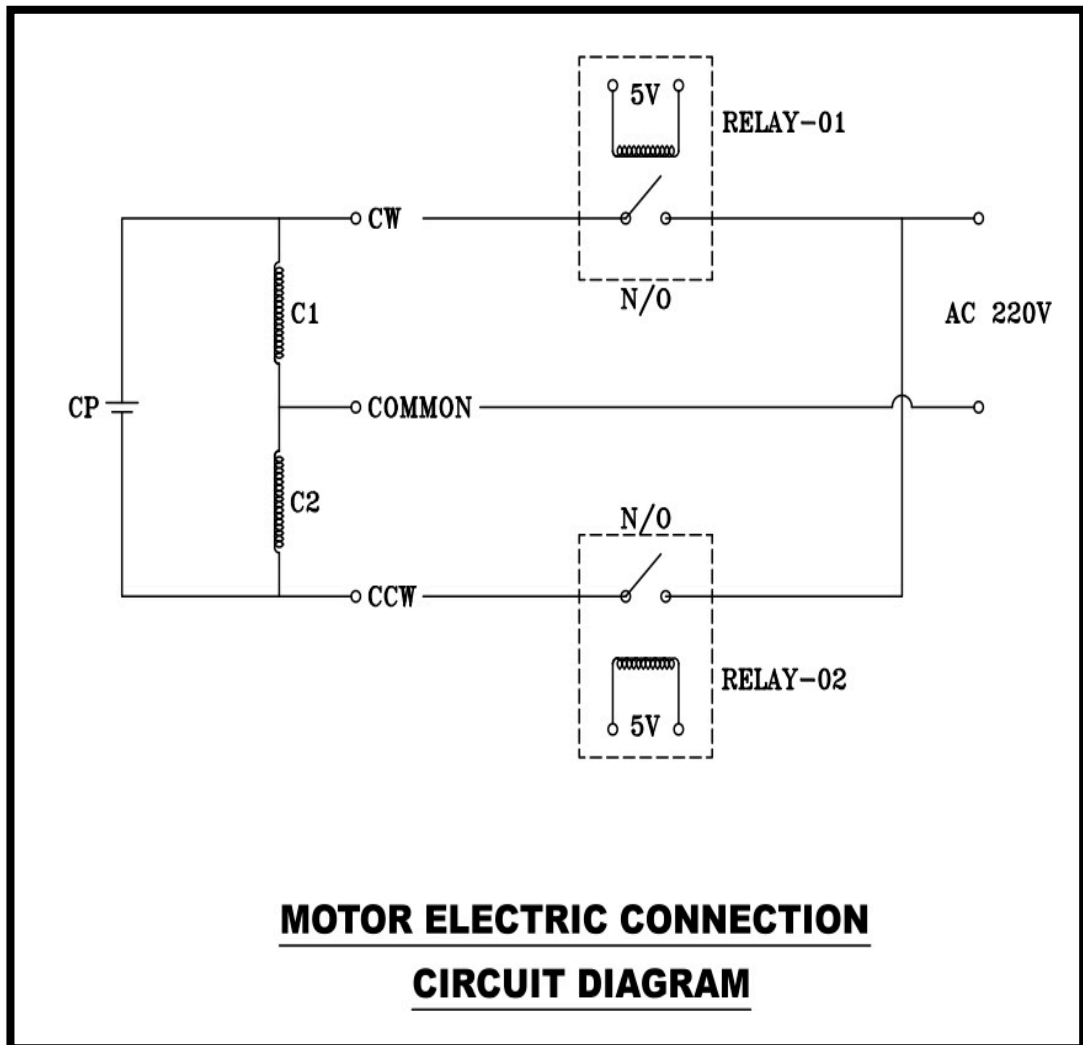 5V
RELAY-01
CW
N/O
C1
AC 220V
CP
COMMON
C2
N/O
CCW
RELAY-02
5V
MOTOR ELECTRIC CONNECTION
CIRCUIT DIAGRAM